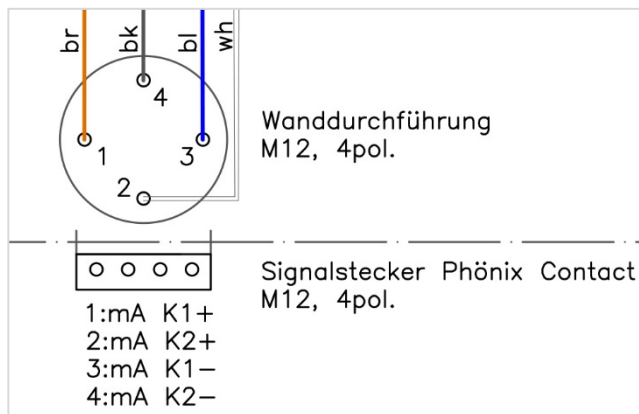 br
bk
bl
wh
4
1
3
2
Wanddurchführung
M12, 4pol.
Signalstecker Phönix Contact
M12, 4pol.
1:mA K1+
2:mA K2+
3:mA K1-
4:mA K2-